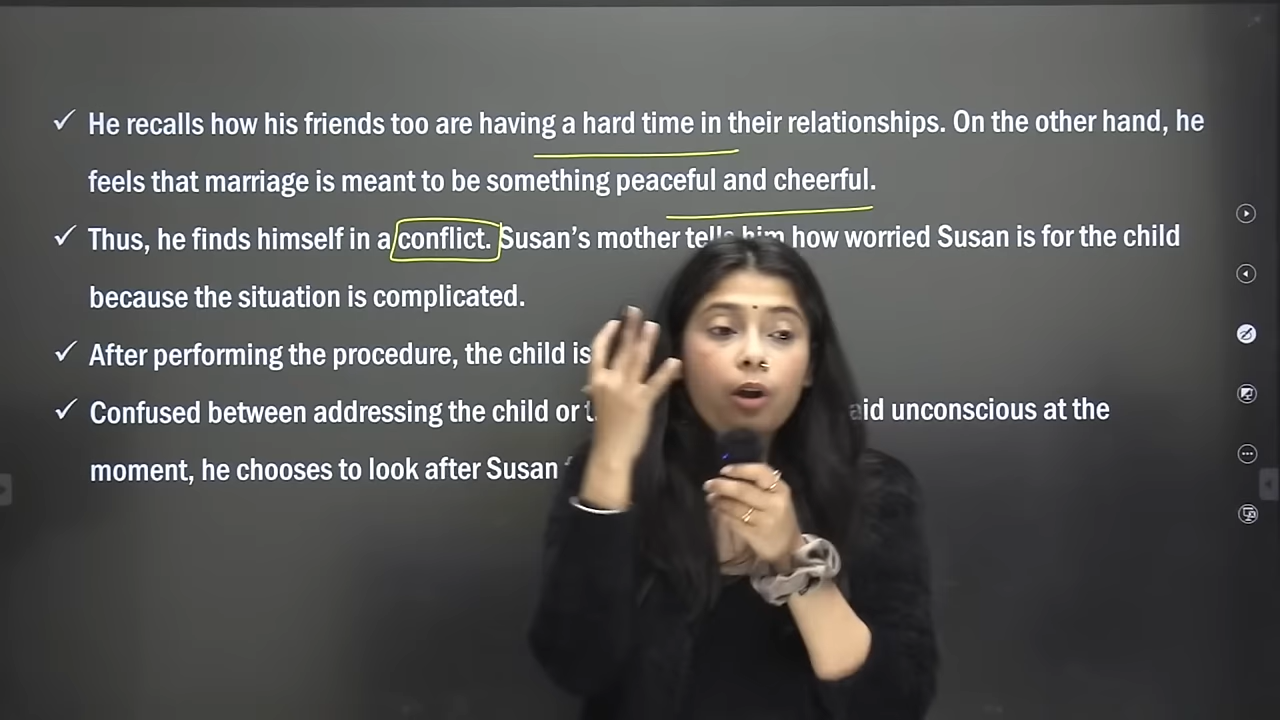 ✓ He recalls how his friends too are having a hard time in their relationships. On the other hand, he
feels that marriage is meant to be something peaceful and cheerful.
✓ Thus, he finds himself in a conflict. Susan's mother tells him how worried Susan is for the child
because the situation is complicated.
✓ After performing the procedure, the child is
✓ Confused between addressing the child or unconscious at the
moment, he chooses to look after Susan